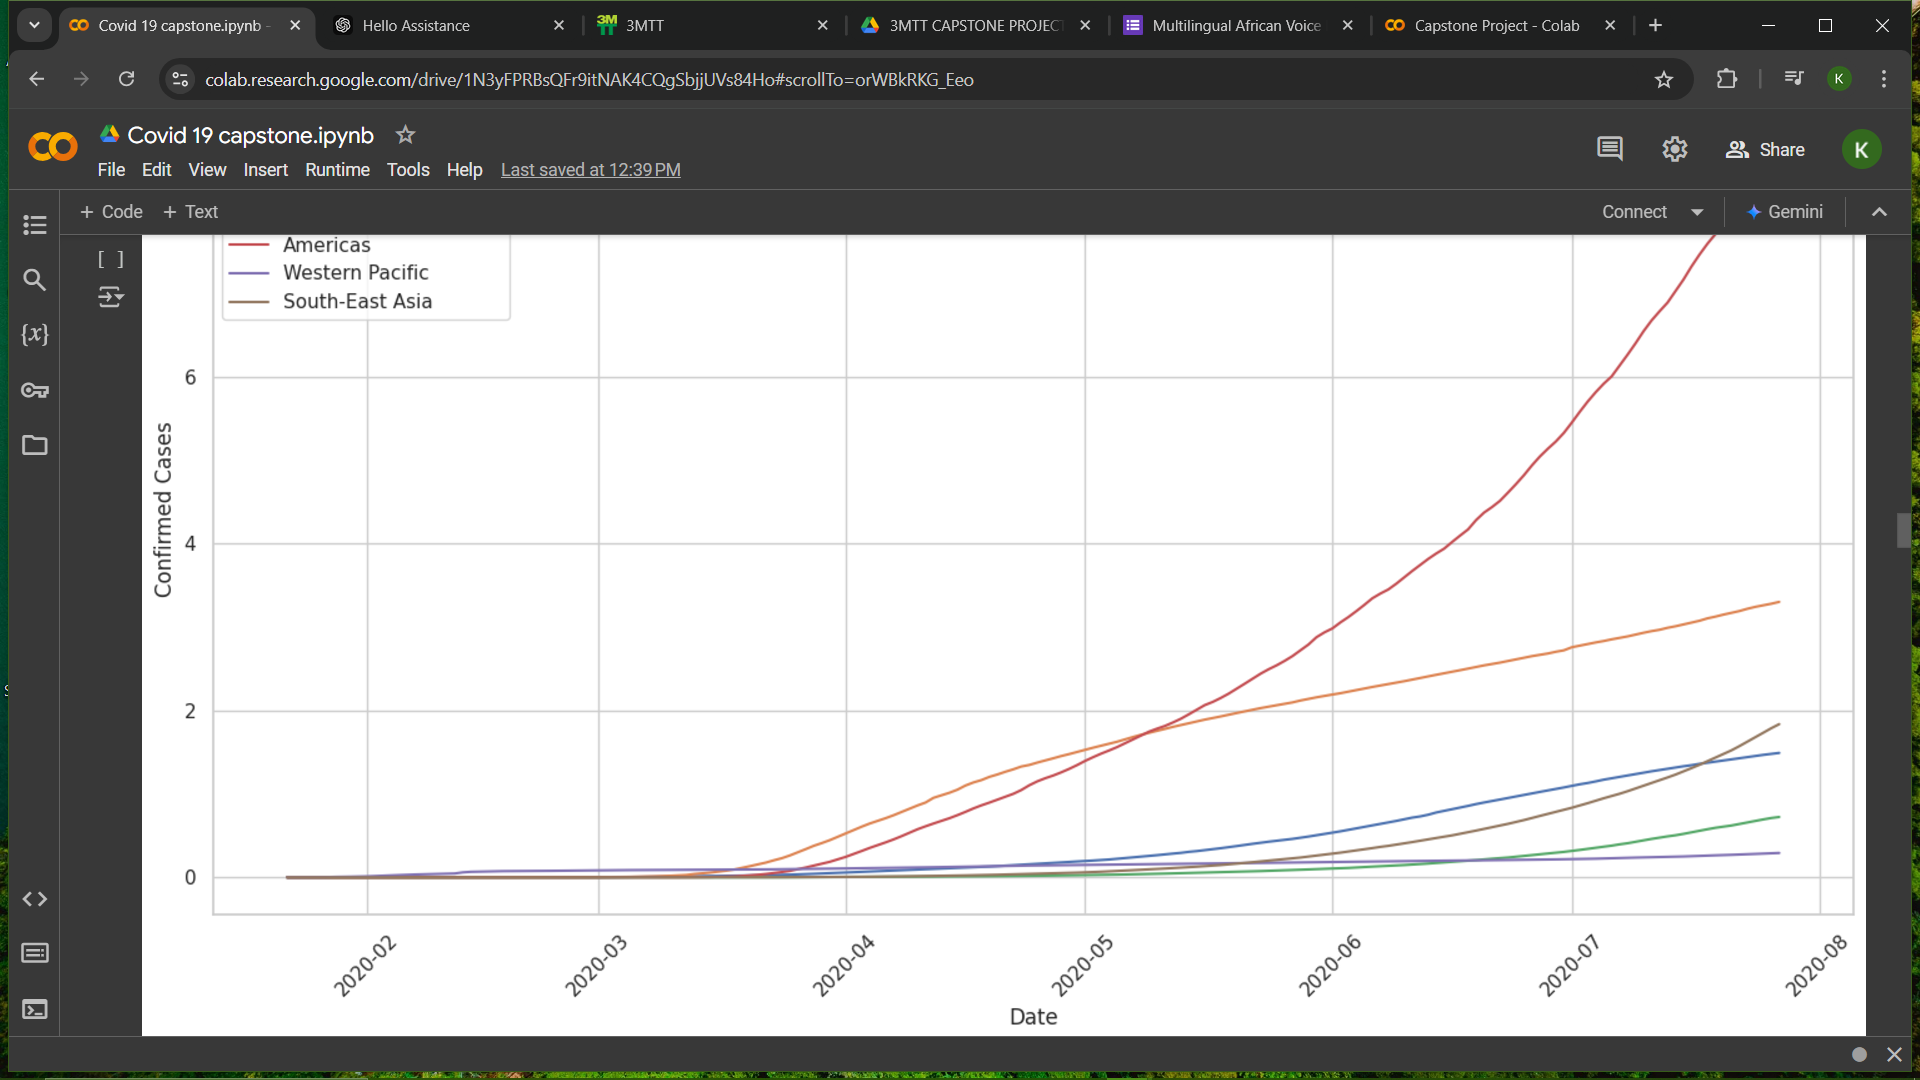 Covid 19 capstone.ipynb -
Hello Assistance
3M
3MTT
3MTT CAPSTONE PROJECT
Multilingual African Voice
Capstone Project - Colab
colab.research.google.com/drive/1N3yFPRBsQFr9itNAK4CQgSbjjUVs84Ho#scrollTo=orWBkRKG_Eeo
K
Covid 19 capstone.ipynb
File Edit View Insert Runtime Tools Help Last saved at 12:39 PM
Share
K
+ Code + Text
Connect
Gemini
[ ]
{x}
Americas
Western Pacific
South-East Asia
6
4
2
0
Confirmed Cases
2020-02 2020-03 2020-04 2020-05 2020-06 2020-07 2020-08
Date